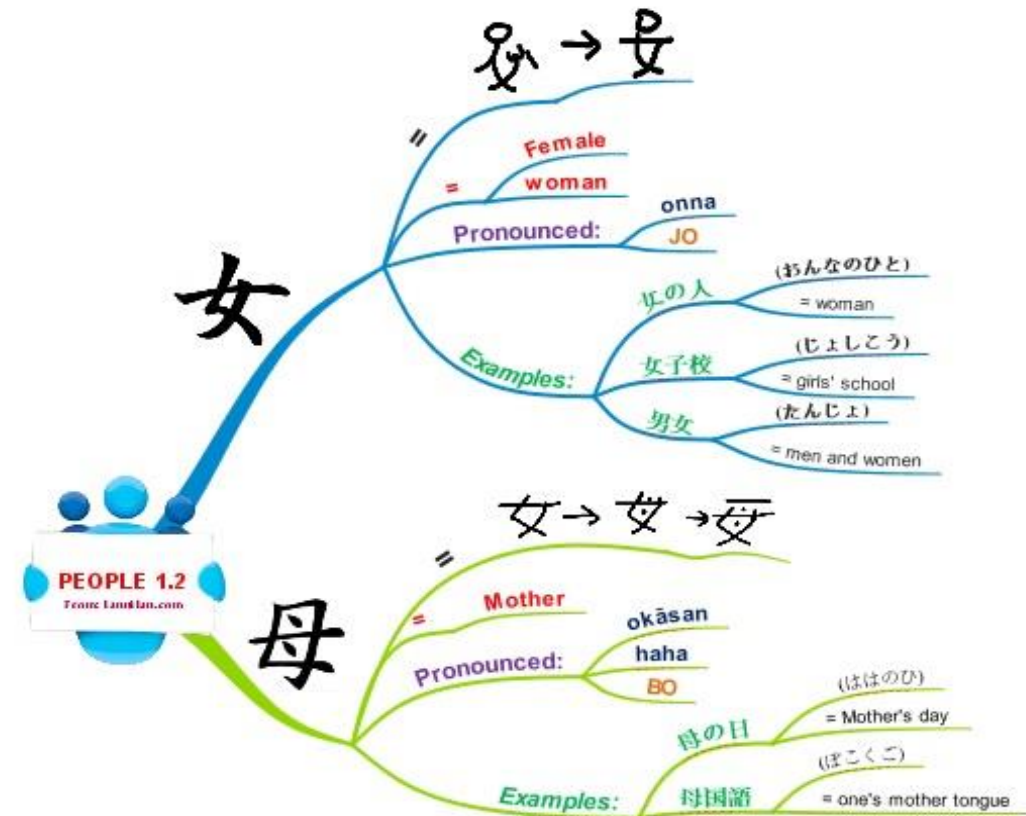 =
Female
= woman
女
Pronounced:
onna
JO
Examples:
女の人
(おんなのひと)
= woman
女子校
(じょしこう)
= girls' school
男女
(たんじょ)
= men and women
PEOPLE 1.2
母
=
= Mother
Pronounced:
okāsan
haha
BO
Examples:
母の日
(ははのひ)
= Mother's day
母国語
(ぼこくご)
= one's mother tongue